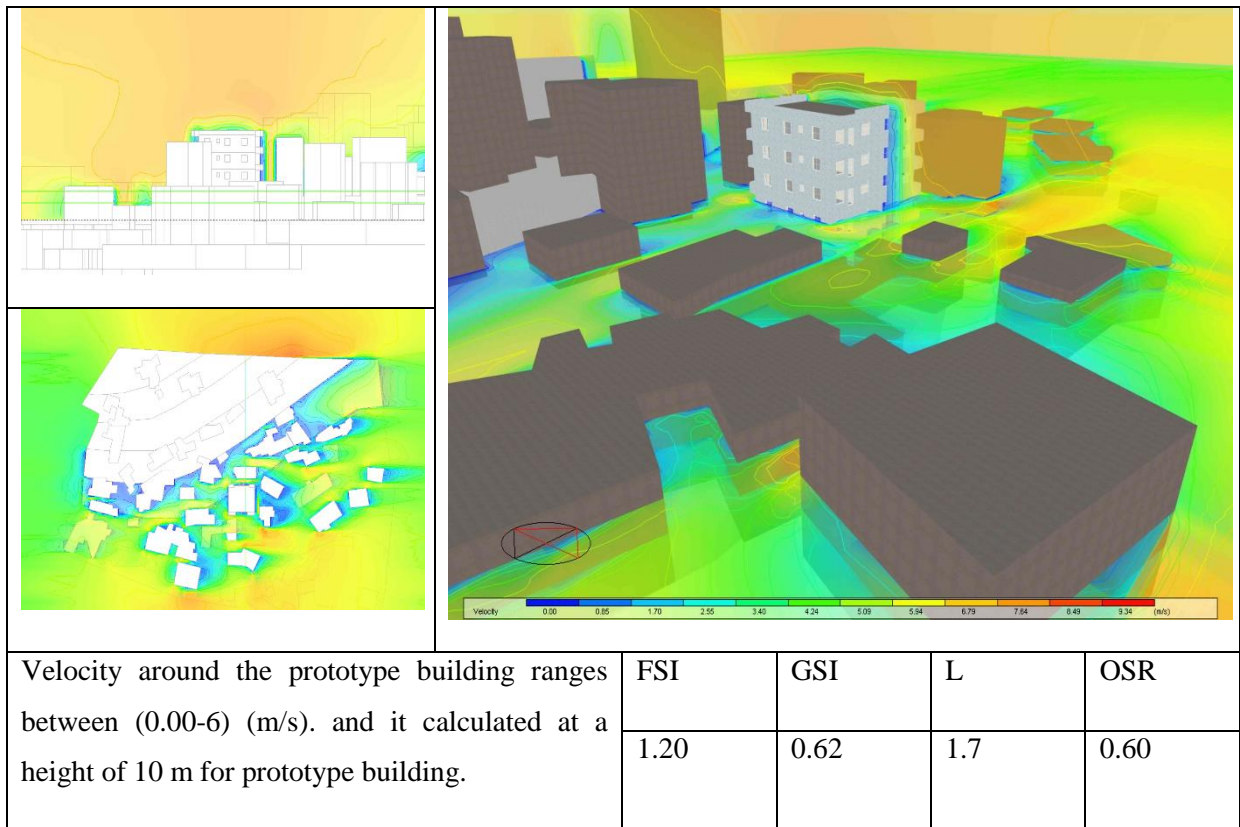 Velocity 0.00 0.85 1.70 2.55 3.40 4.24 5.09 5.94 6.79 7.64 8.49 9.34 (m/s)
Velocity around the prototype building ranges
between (0.00-6) (m/s). and it calculated at a
height of 10 m for prototype building.
FSI GSI L OSR
1.20 0.62 1.7 0.60